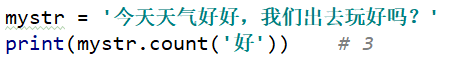 mystr = '今天天气好好，我们出去玩好吗？'
print(mystr.count('好'))    # 3